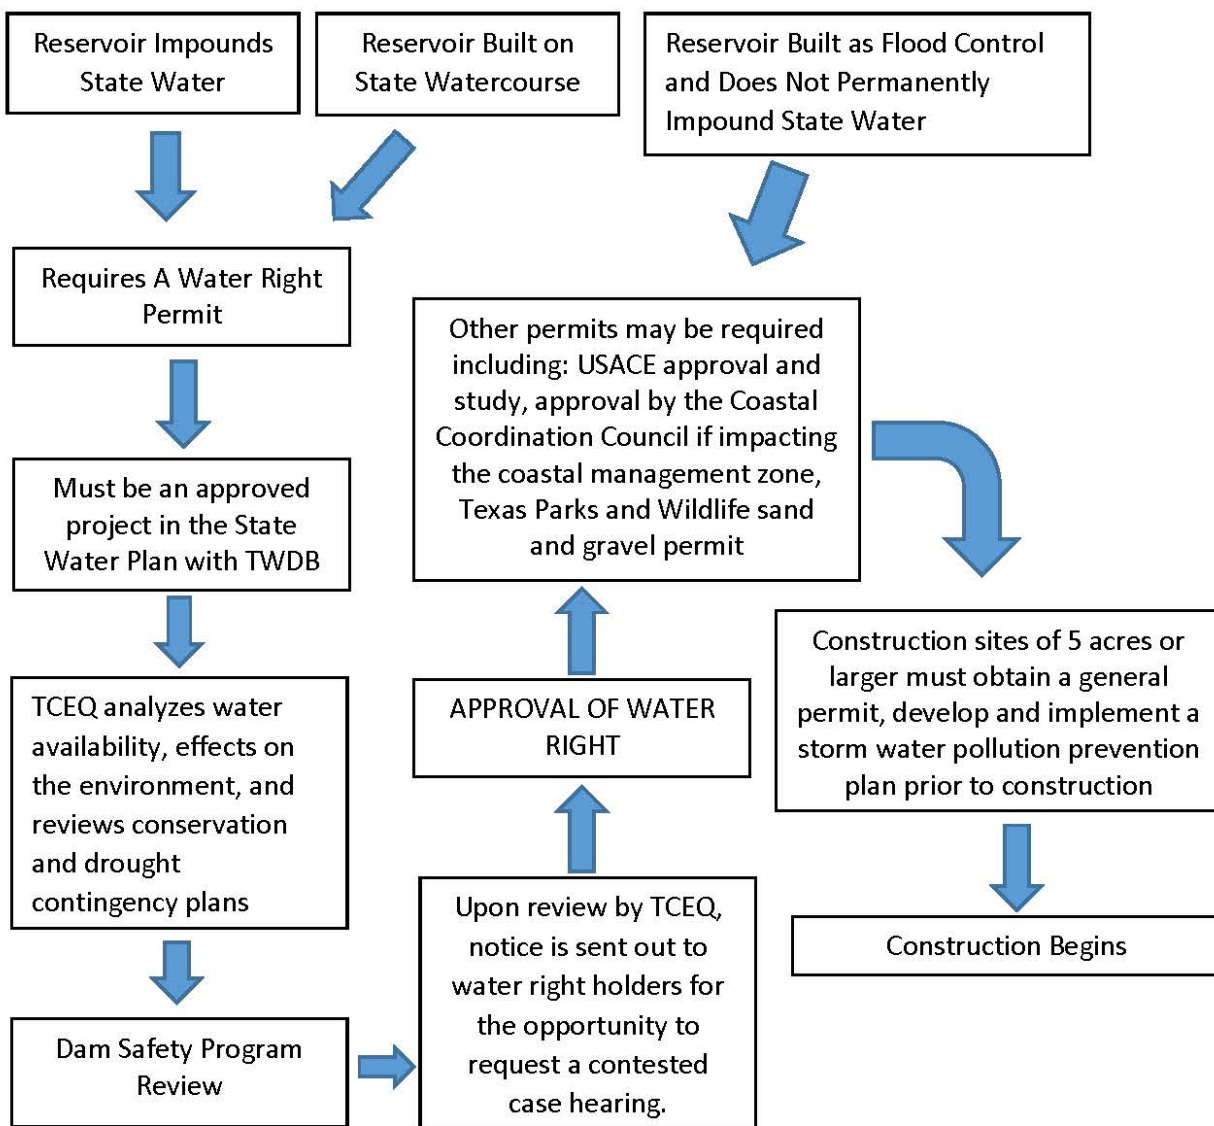 Reservoir Impounds
State Water
Reservoir Built on
State Watercourse
Reservoir Built as Flood Control
and Does Not Permanently
Impound State Water
Requires A Water Right
Permit
Must be an approved
project in the State
Water Plan with TWDB
TCEQ analyzes water
availability, effects on
the environment, and
reviews conservation
and drought
contingency plans
Dam Safety Program
Review
Upon review by TCEQ,
notice is sent out to
water right holders for
the opportunity to
request a contested
case hearing.
APPROVAL OF WATER
RIGHT
Other permits may be required
including: USACE approval and
study, approval by the Coastal
Coordination Council if impacting
the coastal management zone,
Texas Parks and Wildlife sand
and gravel permit
Construction sites of 5 acres or
larger must obtain a general
permit, develop and implement a
storm water pollution prevention
plan prior to construction
Construction Begins